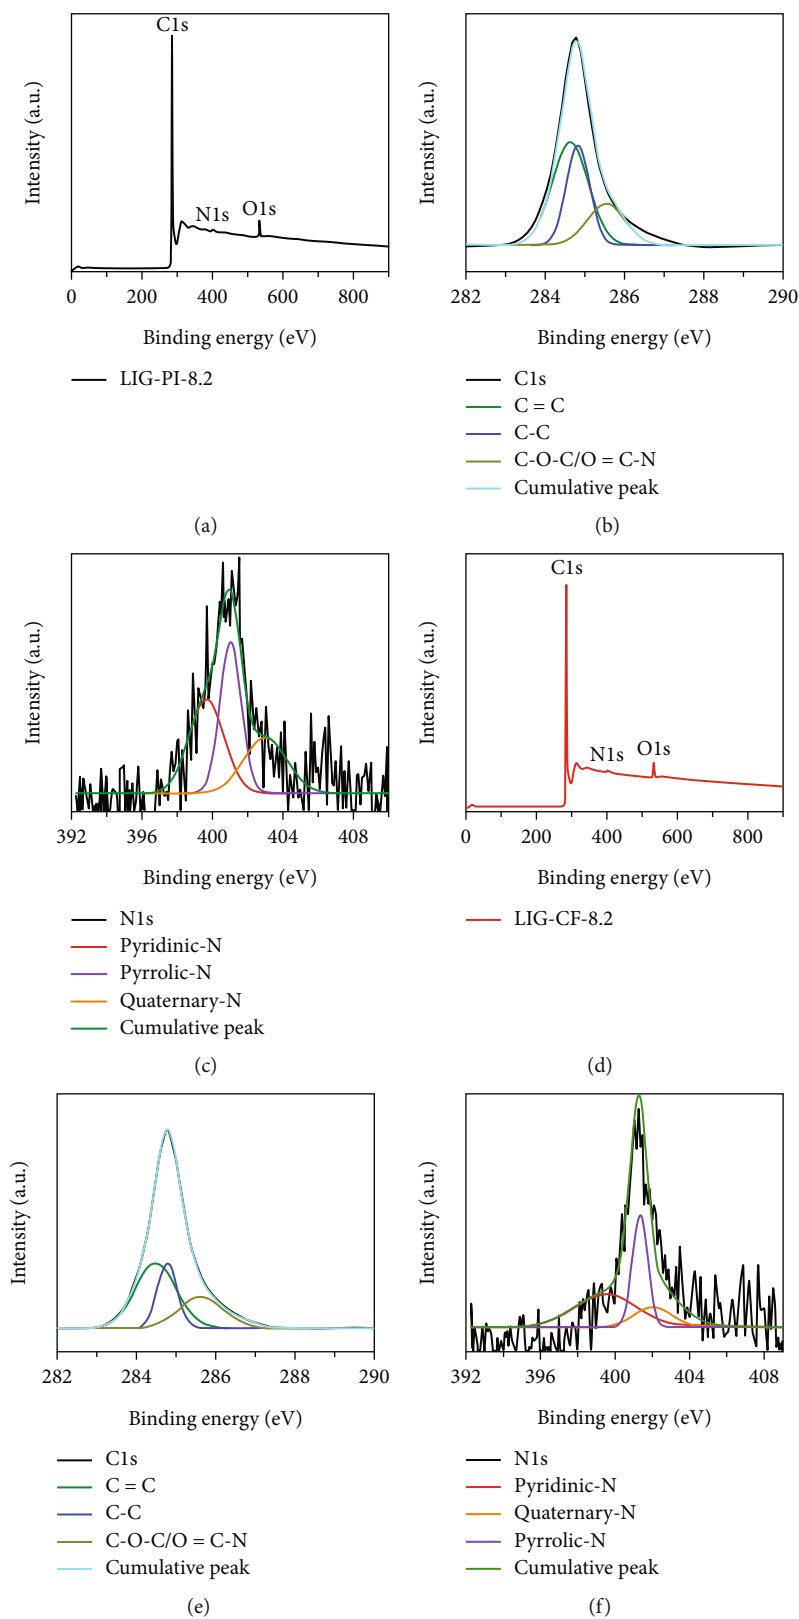 C1s
N1s
O1s
Intensity (a.u.)
0 200 400 600 800
Binding energy (eV)
LIG-PI-8.2
(a)
Intensity (a.u.)
282 284 286 288 290
Binding energy (eV)
C1s
C = C
C-C
C-O-C/O = C-N
Cumulative peak
(b)
Intensity (a.u.)
392 396 400 404 408
Binding energy (eV)
N1s
Pyridinic-N
Pyrrolic-N
Quaternary-N
Cumulative peak
(c)
C1s
N1s
O1s
Intensity (a.u.)
0 200 400 600 800
Binding energy (eV)
LIG-CF-8.2
(d)
Intensity (a.u.)
282 284 286 288 290
Binding energy (eV)
C1s
C = C
C-C
C-O-C/O = C-N
Cumulative peak
(e)
Intensity (a.u.)
392 396 400 404 408
Binding energy (eV)
N1s
Pyridinic-N
Quaternary-N
Pyrrolic-N
Cumulative peak
(f)